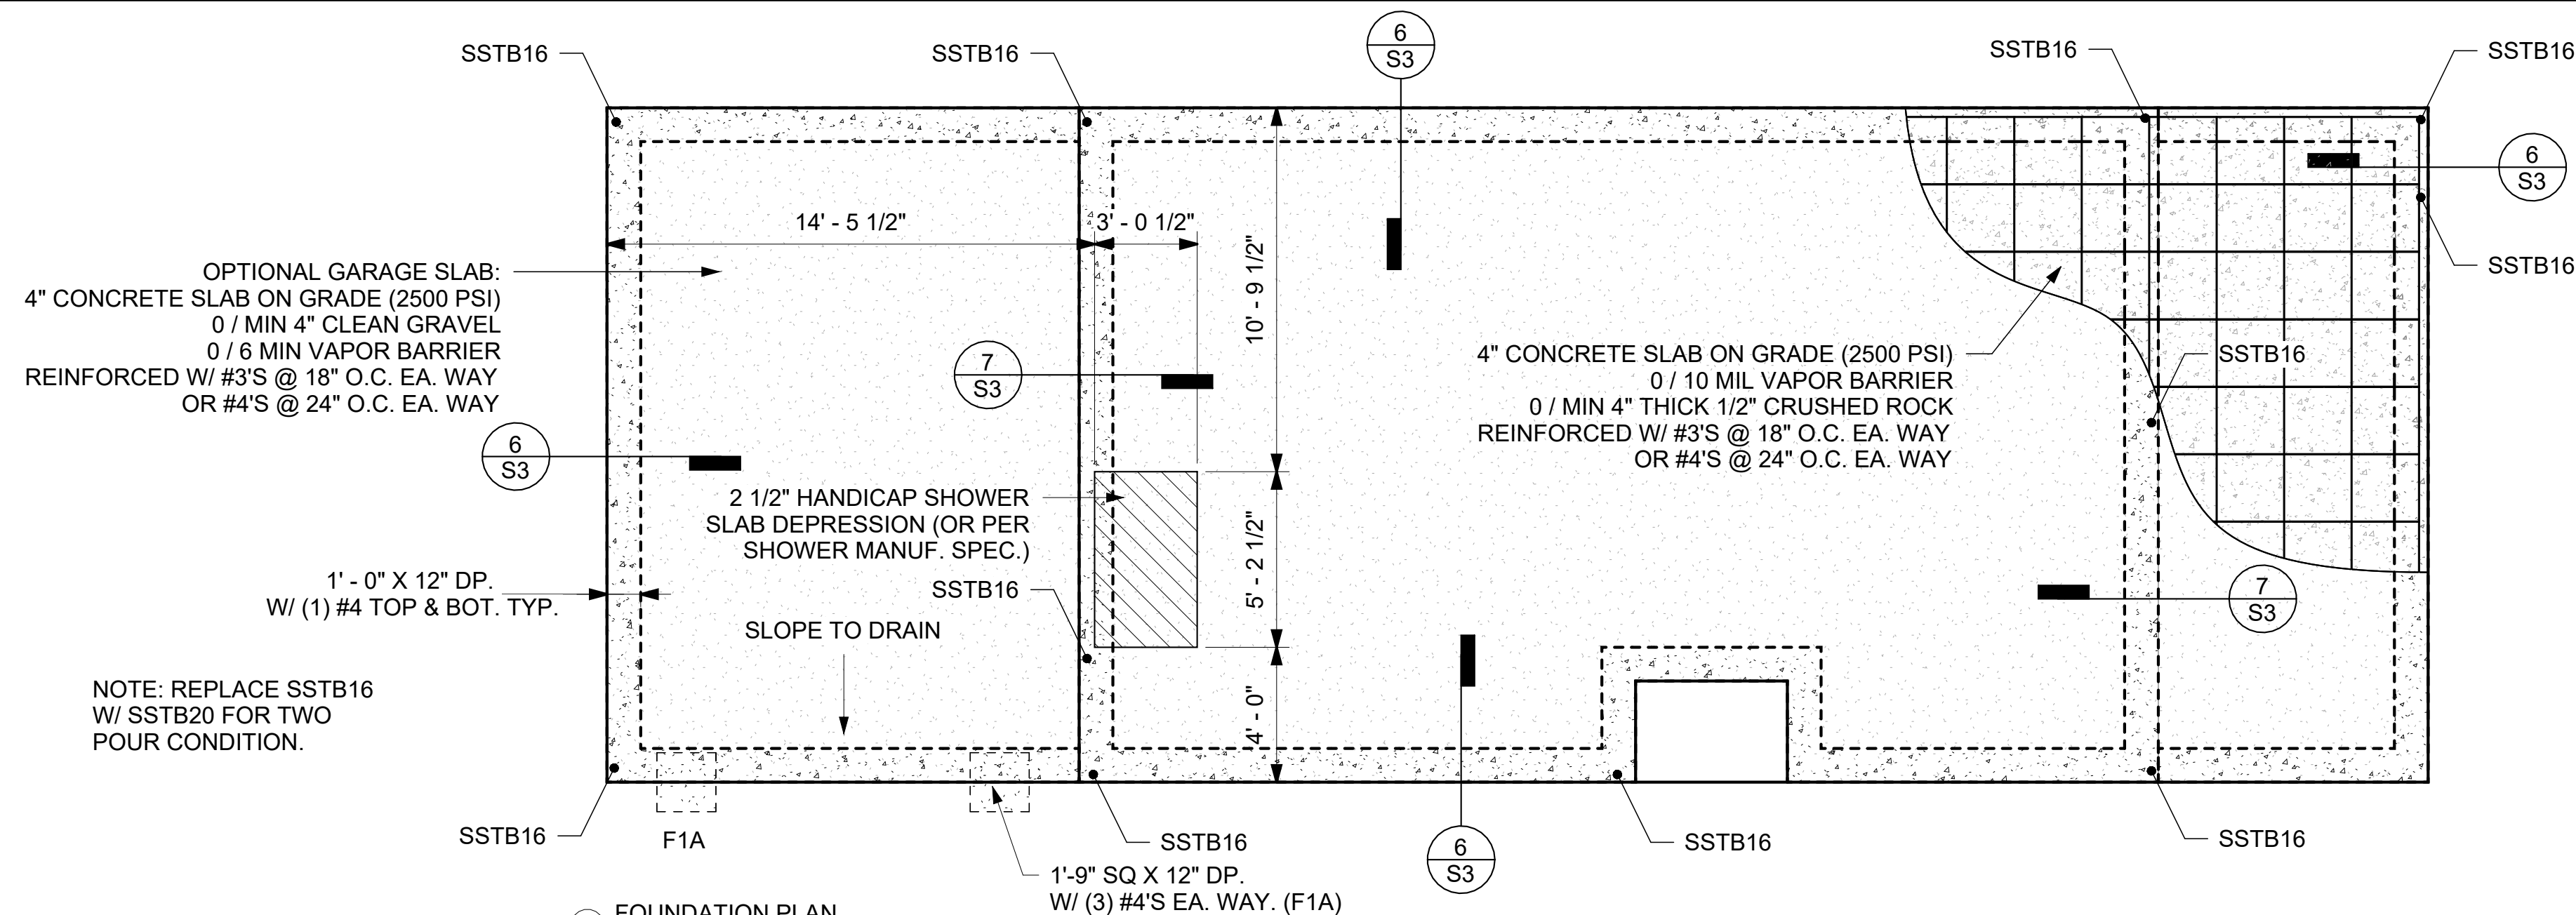 SSTB16
SSTB16
6
S3
SSTB16
SSTB16
6
S3
SSTB16
14' - 5 1/2"
3' - 0 1/2"
10' - 9 1/2"
OPTIONAL GARAGE SLAB:
4" CONCRETE SLAB ON GRADE (2500 PSI)
0 / MIN 4" CLEAN GRAVEL
0 / 6 MIN VAPOR BARRIER
REINFORCED W/ #3'S @ 18" O.C. EA. WAY
OR #4'S @ 24" O.C. EA. WAY
7
S3
4" CONCRETE SLAB ON GRADE (2500 PSI)
0 / 10 MIL VAPOR BARRIER
0 / MIN 4" THICK 1/2" CRUSHED ROCK
REINFORCED W/ #3'S @ 18" O.C. EA. WAY
OR #4'S @ 24" O.C. EA. WAY
SSTB16
6
S3
2 1/2" HANDICAP SHOWER
SLAB DEPRESSION (OR PER
SHOWER MANUF. SPEC.)
5' - 2 1/2"
1' - 0" X 12" DP.
W/ (1) #4 TOP & BOT. TYP.
SSTB16
7
S3
SLOPE TO DRAIN
4' - 0"
NOTE: REPLACE SSTB16
W/ SSTB20 FOR TWO
POUR CONDITION.
SSTB16
F1A
SSTB16
6
S3
SSTB16
SSTB16
1'-9" SQ X 12" DP.
W/ (3) #4'S EA. WAY. (F1A)
FOUNDATION PLAN